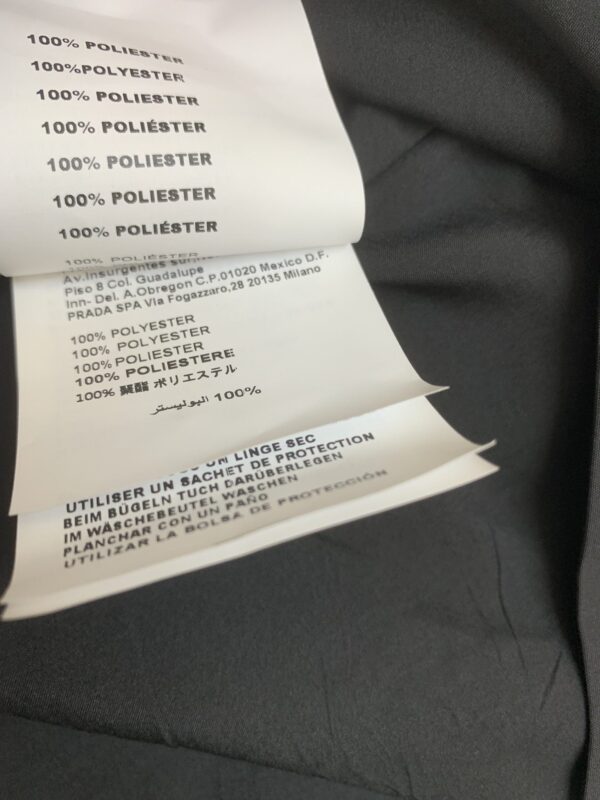 100% POLIESTER
100%POLYESTER
100% POLIESTER
100% POLIÉSTER
100% POLIESTER
100% POLIESTER
100% POLIÉSTER
100% POLIÉSTER
Av.Insurgentes
Piso 8 Col. Guadalupe
Inn- Del. A.Obregon C.P.01020 Mexico D.F.
PRADA SPA Via Fogazzaro,28 20135 Milano
100% POLYESTER
100% POLYESTER
100% POLIESTER
100% POLIESTERE
100% 聚酯 ポリエステル
100% البوليستر
UN LINGE SEC
UTILISER UN SACHET DE PROTECTION
BEIM BÜGELN TUCH DARÜBERLEGEN
IM WÄSCHEBEUTEL WASCHEN
PLANCHAR CON UN PAÑO
UTILIZAR LA BOLSA DE PROTECCIÓN